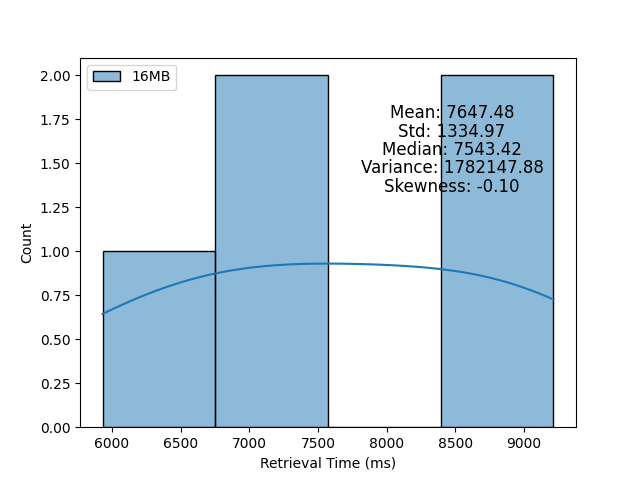 16MB
Mean: 7647.48
Std: 1334.97
Median: 7543.42
Variance: 1782147.88
Skewness: -0.10
2.00
1.75
1.50
1.25
1.00
0.75
0.50
0.25
0.00
Count
6000 6500 7000 7500 8000 8500 9000
Retrieval Time (ms)